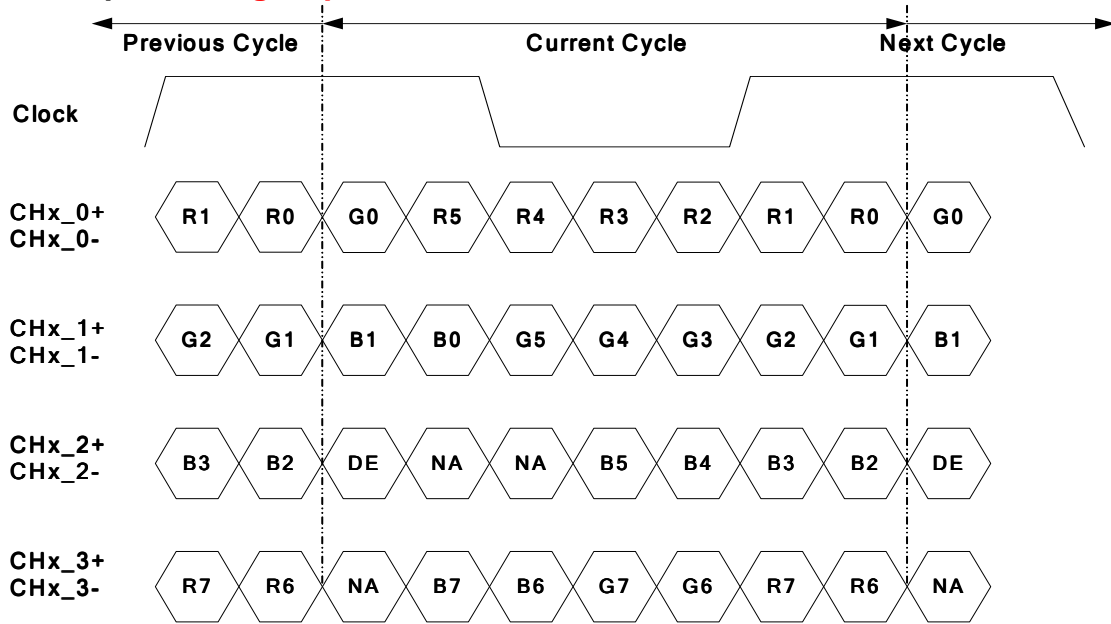 Previous Cycle Current Cycle Next Cycle
Clock
CHx_0+
CHx_0-
R1 R0 G0 R5 R4 R3 R2 R1 R0 G0
CHx_1+
CHx_1-
G2 G1 B1 B0 G5 G4 G3 G2 G1 B1
CHx_2+
CHx_2-
B3 B2 DE NA NA B5 B4 B3 B2 DE
CHx_3+
CHx_3-
R7 R6 NA B7 B6 G7 G6 R7 R6 NA